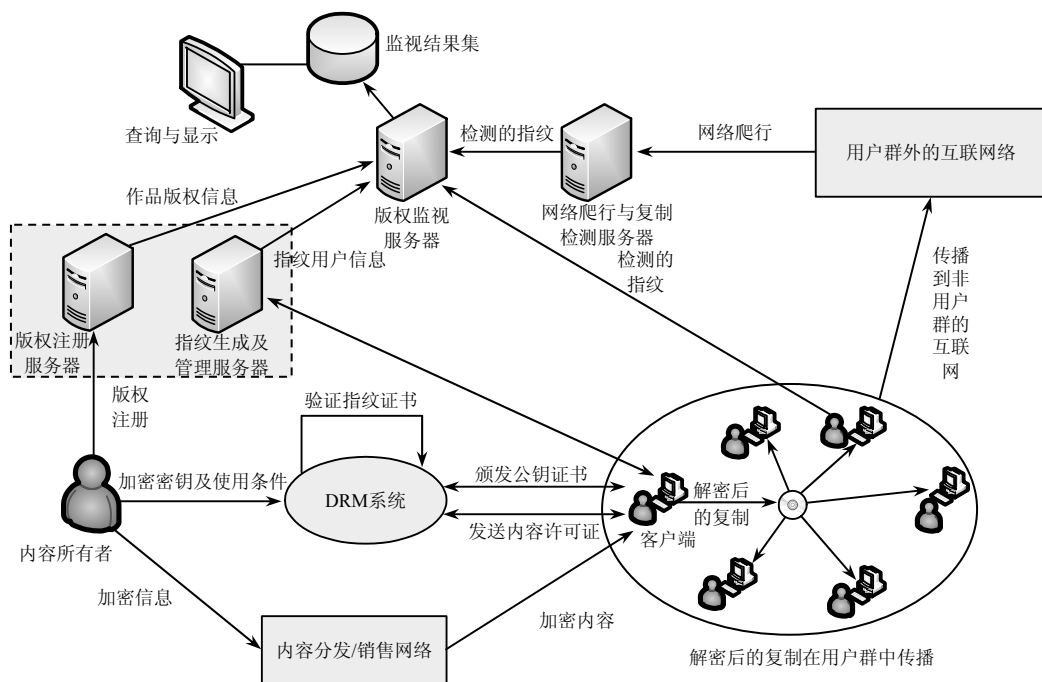 监视结果集
查询与显示
检测的指纹
网络爬行
用户群外的互联网络
作品版权信息
版权监视
服务器
网络爬行与复制
检测服务器
检测的
指纹
指纹用户信息
传播
到非
用户
群的
互联
网
版权注册
服务器
指纹生成及
管理服务器
版权
注册
验证指纹证书
加密密钥及使用条件
DRM系统
颁发公钥证书
解密后
的复制
发送内容许可证
客户端
内容所有者
加密信息
加密内容
内容分发/销售网络
解密后的复制在用户群中传播